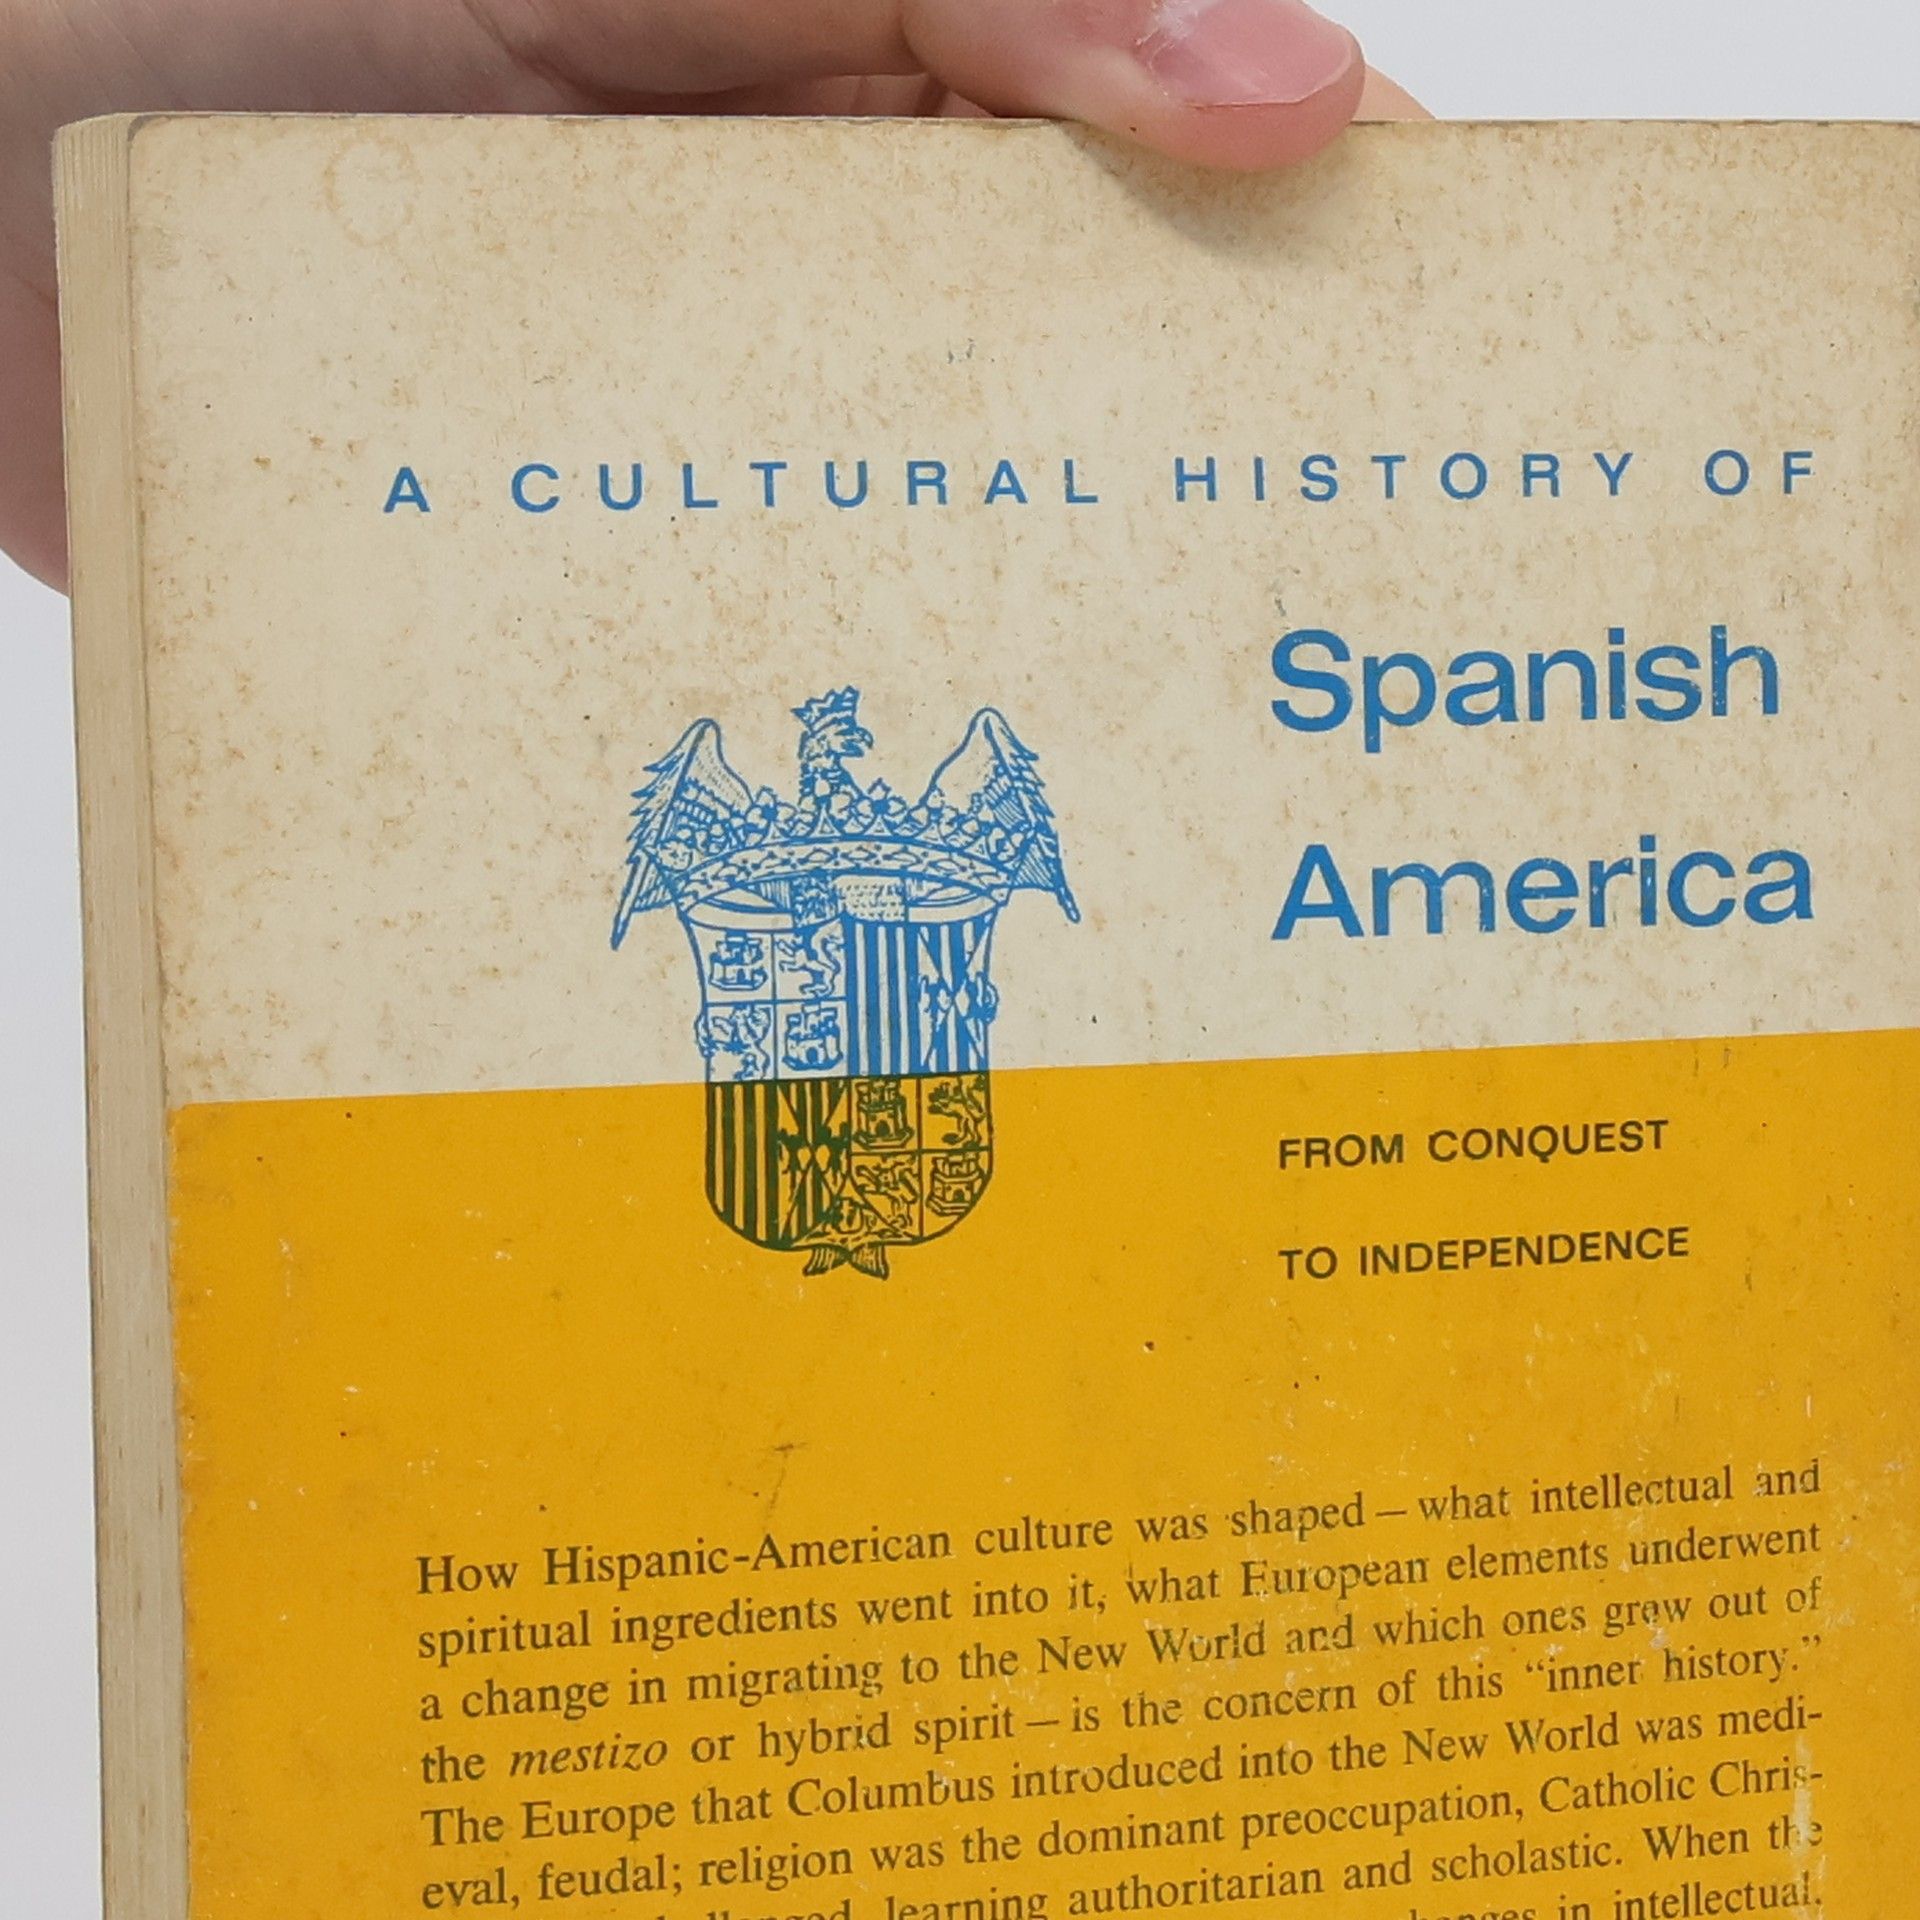 A CULTURAL HISTORY OF
Spanish
America
FROM CONQUEST
TO INDEPENDENCE
How Hispanic-American culture was shaped – what intellectual and
spiritual ingredients went into it, what European elements underwent
a change in migrating to the New World and which ones grew out of
the mestizo or hybrid spirit – is the concern of this “inner history.”
The Europe that Columbus introduced into the New World was medi-
eval, feudal; religion was the dominant preoccupation, Catholic Chris-
learning authoritarian and scholastic. When the
in intellectual,